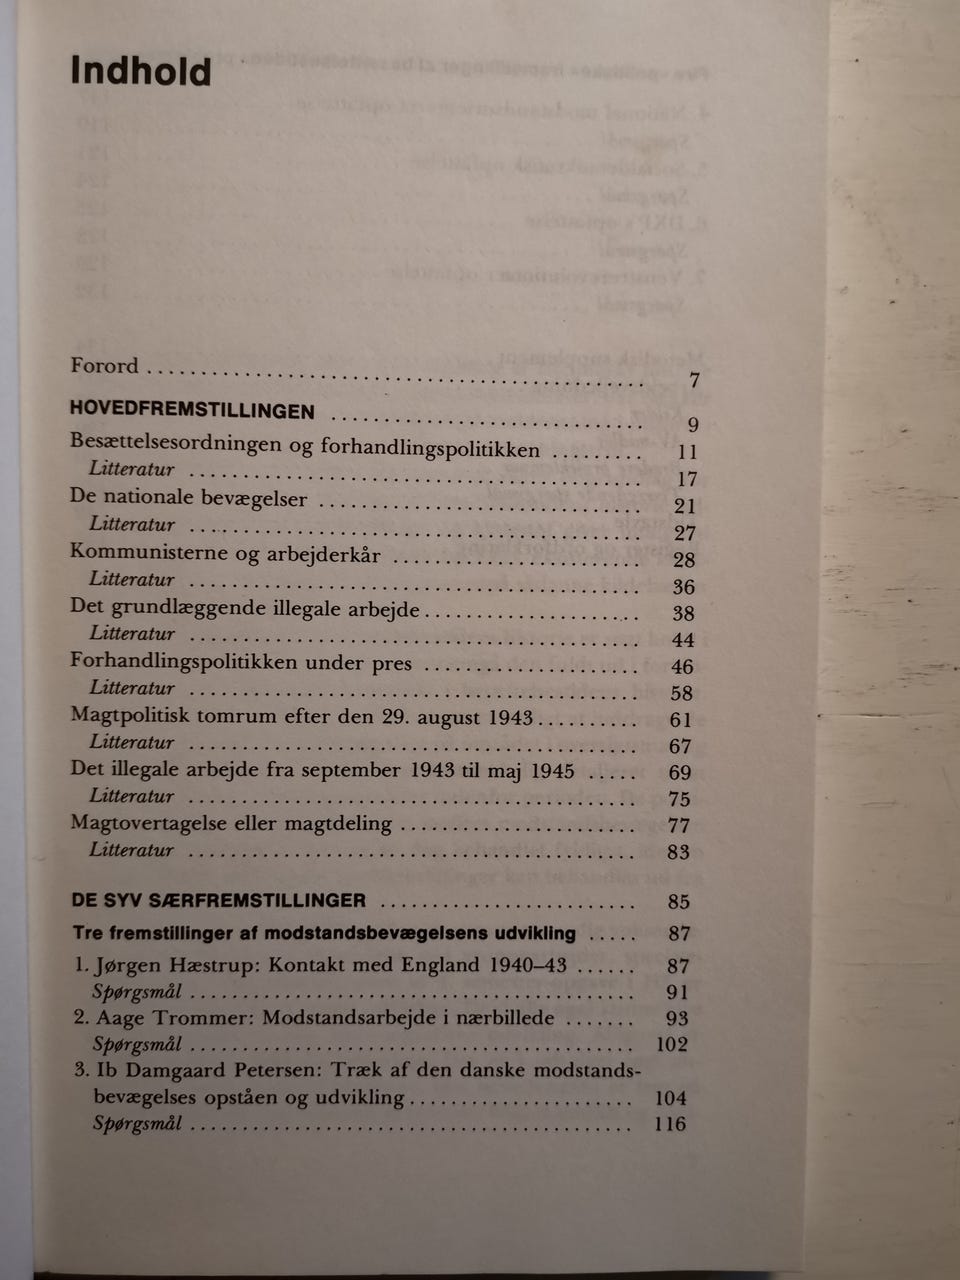 Indhold
Forord ................................................ 7
HOVEDFREMSTILLINGEN .............................. 9
Besættelsesordningen og forhandlingspolitikken ......... 11
Litteratur ........................................... 17
De nationale bevægelser ............................... 21
Litteratur ........................................... 27
Kommunisterne og arbejderkår ........................ 28
Litteratur ........................................... 36
Det grundlæggende illegale arbejde ..................... 38
Litteratur ........................................... 44
Forhandlingspolitikken under pres ..................... 46
Litteratur ........................................... 58
Magtpolitisk tomrum efter den 29. august 1943 .......... 61
Litteratur ........................................... 67
Det illegale arbejde fra september 1943 til maj 1945 ..... 69
Litteratur ........................................... 75
Magtovertagelse eller magtdeling ....................... 77
Litteratur ........................................... 83
DE SYV SÆRFREMSTILLINGER ......................... 85
Tre fremstillinger af modstandsbevægelsens udvikling ..... 87
1. Jørgen Hæstrup: Kontakt med England 1940–43 ...... 87
Spørgsmål ........................................... 91
2. Aage Trommer: Modstandsarbejde i nærbillede ....... 93
Spørgsmål ........................................... 102
3. Ib Damgaard Petersen: Træk af den danske modstands-
bevægelses opståen og udvikling ...................... 104
Spørgsmål ........................................... 116